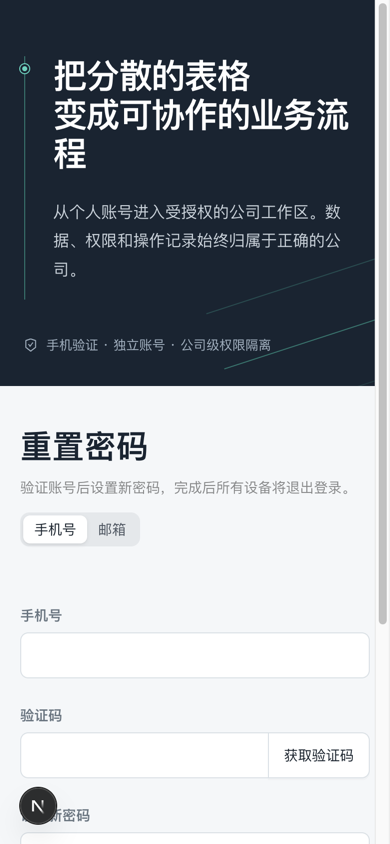 把分散的表格
变成可协作的业务流
程
从个人账号进入受授权的公司工作区。数
据、权限和操作记录始终归属于正确的公
司。
手机验证 · 独立账号 · 公司级权限隔离
重置密码
验证账号后设置新密码，完成后所有设备将退出登录。
手机号 邮箱
手机号
验证码
获取验证码
N
新密码